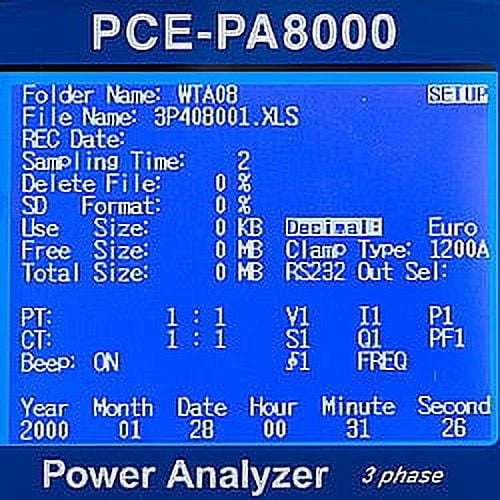 PCE-PA8000
Folder Name: WTA08 SETUP
File Name: 3P408001.XLS
REC Date:
Sampling Time: 2
Delete File: 0 %
SD Format: 0 %
Use Size: 0 KB Decimal: Euro
Free Size: 0 MB Clamp Type: 1200A
Total Size: 0 MB RS232 Out Sel:
PT: 1 : 1 V1 I1 P1
CT: 1 : 1 S1 Q1 PF1
Beep: ON FREQ
Year Month Date Hour Minute Second
2000 01 28 00 31 26
Power Analyzer 3 phase